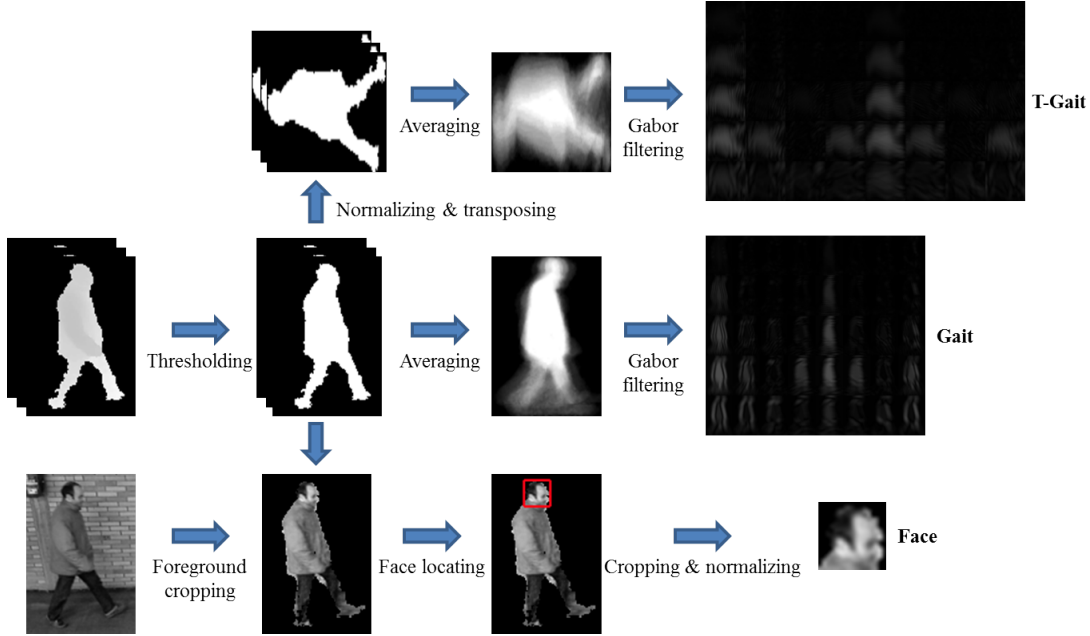 Averaging
Gabor
filtering
T-Gait
Normalizing & transposing
Thresholding
Averaging
Gabor
filtering
Gait
Foreground
cropping
Face locating
Cropping & normalizing
Face